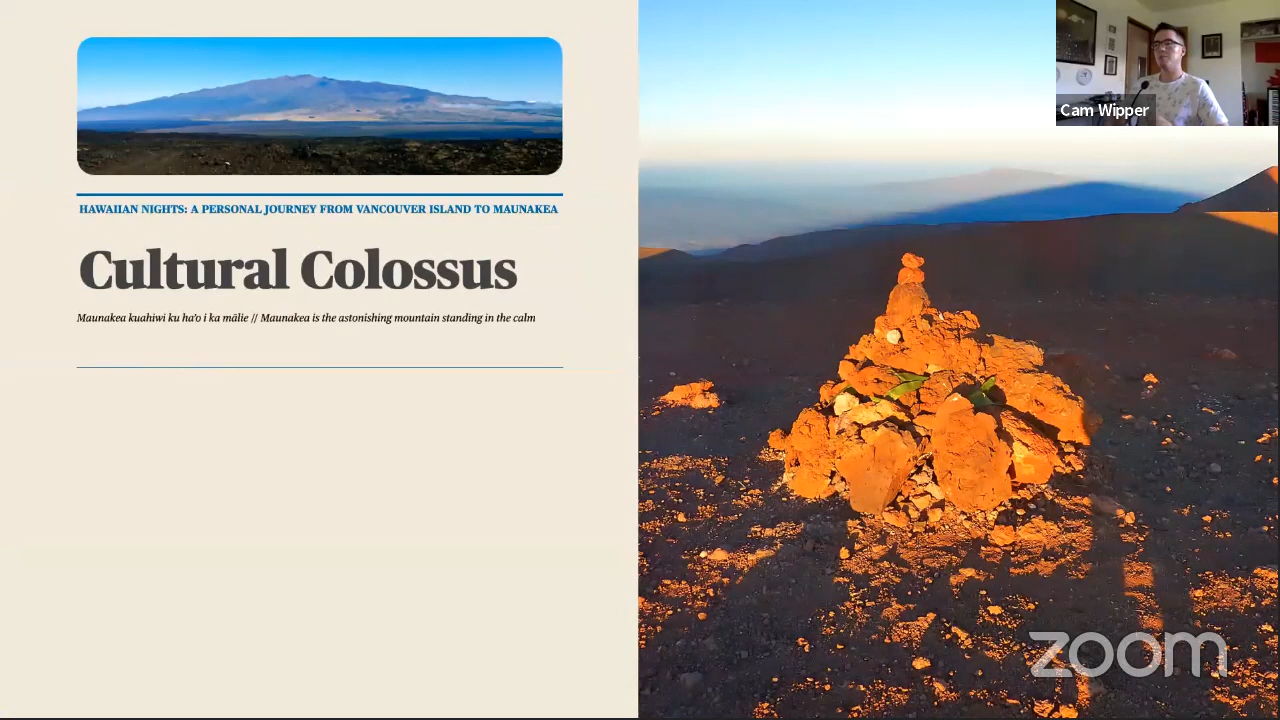 HAWAIIAN NIGHTS: A PERSONAL JOURNEY FROM VANCOUVER ISLAND TO MAUNAKEA
Cultural Colossus
Maunakea kuahiwi ku ha'o i ka mālie // Maunakea is the astonishing mountain standing in the calm
Cam Wipper
zoom